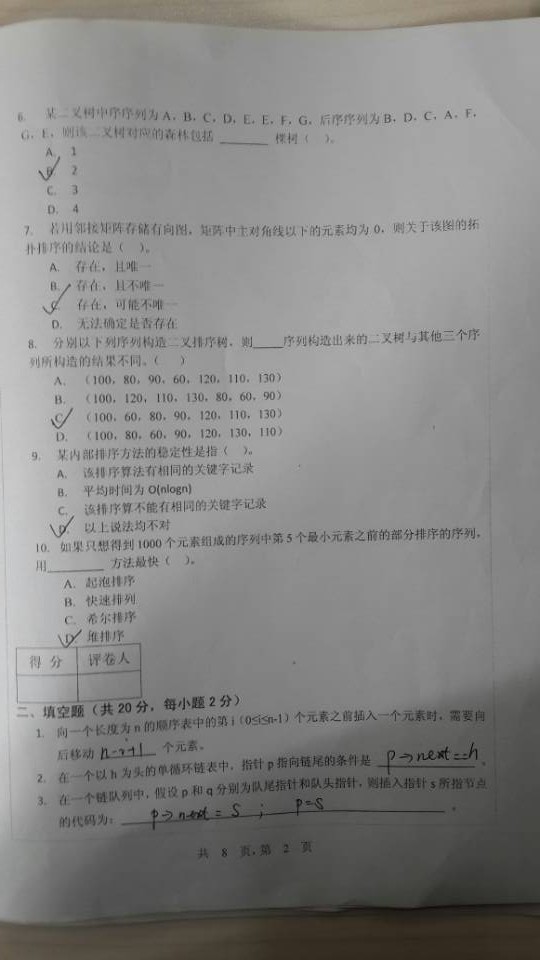 6. 某二叉树中序序列为 A, B, C, D, E, E, F, G, 后序序列为 B, D, C, A, F,
G, E, 则该二叉树对应的森林包括 ______ 棵树（ ）。
A. 1
B. 2
C. 3
D. 4
7. 若用邻接矩阵存储有向图, 矩阵中主对角线以下的元素均为 0, 则关于该图的拓
扑排序的结论是（ ）。
A. 存在, 且唯一
B. 存在, 且不唯一
C. 存在, 可能不唯一
D. 无法确定是否存在
8. 分别以下列序列构造二叉排序树, 则____序列构造出来的二叉树与其他三个序
列所构造的结果不同。（ ）
A. （100, 80, 90, 60, 120, 110, 130）
B. （100, 120, 110, 130, 80, 60, 90）
C. （100, 60, 80, 90, 120, 110, 130）
D. （100, 80, 60, 90, 120, 130, 110）
9. 某内部排序方法的稳定性是指（ ）。
A. 该排序算法有相同的关键字记录
B. 平均时间为 O(nlogn)
C. 该排序算不能有相同的关键字记录
D. 以上说法均不对
10. 如果只想得到 1000 个元素组成的序列中第 5 个最小元素之前的部分排序的序列,
用________ 方法最快（ ）。
A. 起泡排序
B. 快速排列
C. 希尔排序
D. 堆排序
得 分 评卷人
二、填空题（共 20 分，每小题 2 分）
1. 向一个长度为 n 的顺序表中的第 i（0≤i≤n-1）个元素之前插入一个元素时, 需要向
后移动 n-i+1 个元素。
2. 在一个以 h 为头的单循环链表中, 指针 p 指向链尾的条件是 p->next==h 。
3. 在一个链队列中, 假设 p 和 q 分别为队尾指针和队头指针, 则插入指针 s 所指节点
的代码为: p->next = s ; p=s 。
共 8 页，第 2 页